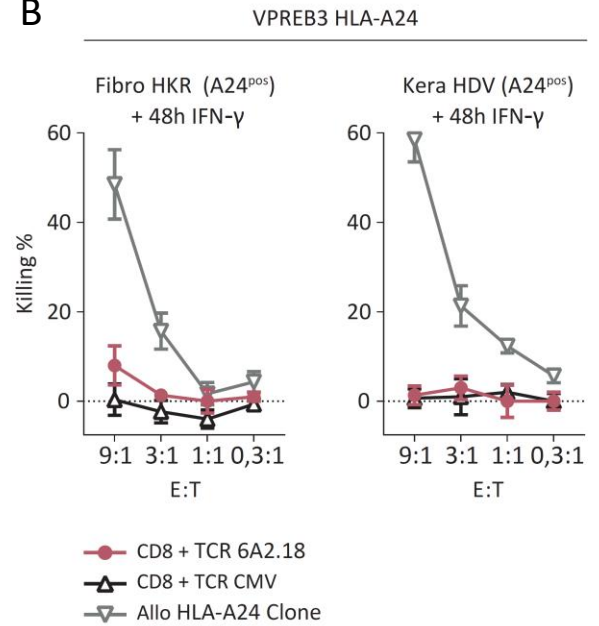 B
VPREB3 HLA-A24
Fibro HKR (A24pos)
+ 48h IFN-γ
Kera HDV (A24pos)
+ 48h IFN-γ
Killing %
60
40
20
0
9:1 3:1 1:1 0,3:1
E:T
60
40
20
0
9:1 3:1 1:1 0,3:1
E:T
CD8 + TCR 6A2.18
CD8 + TCR CMV
Allo HLA-A24 Clone